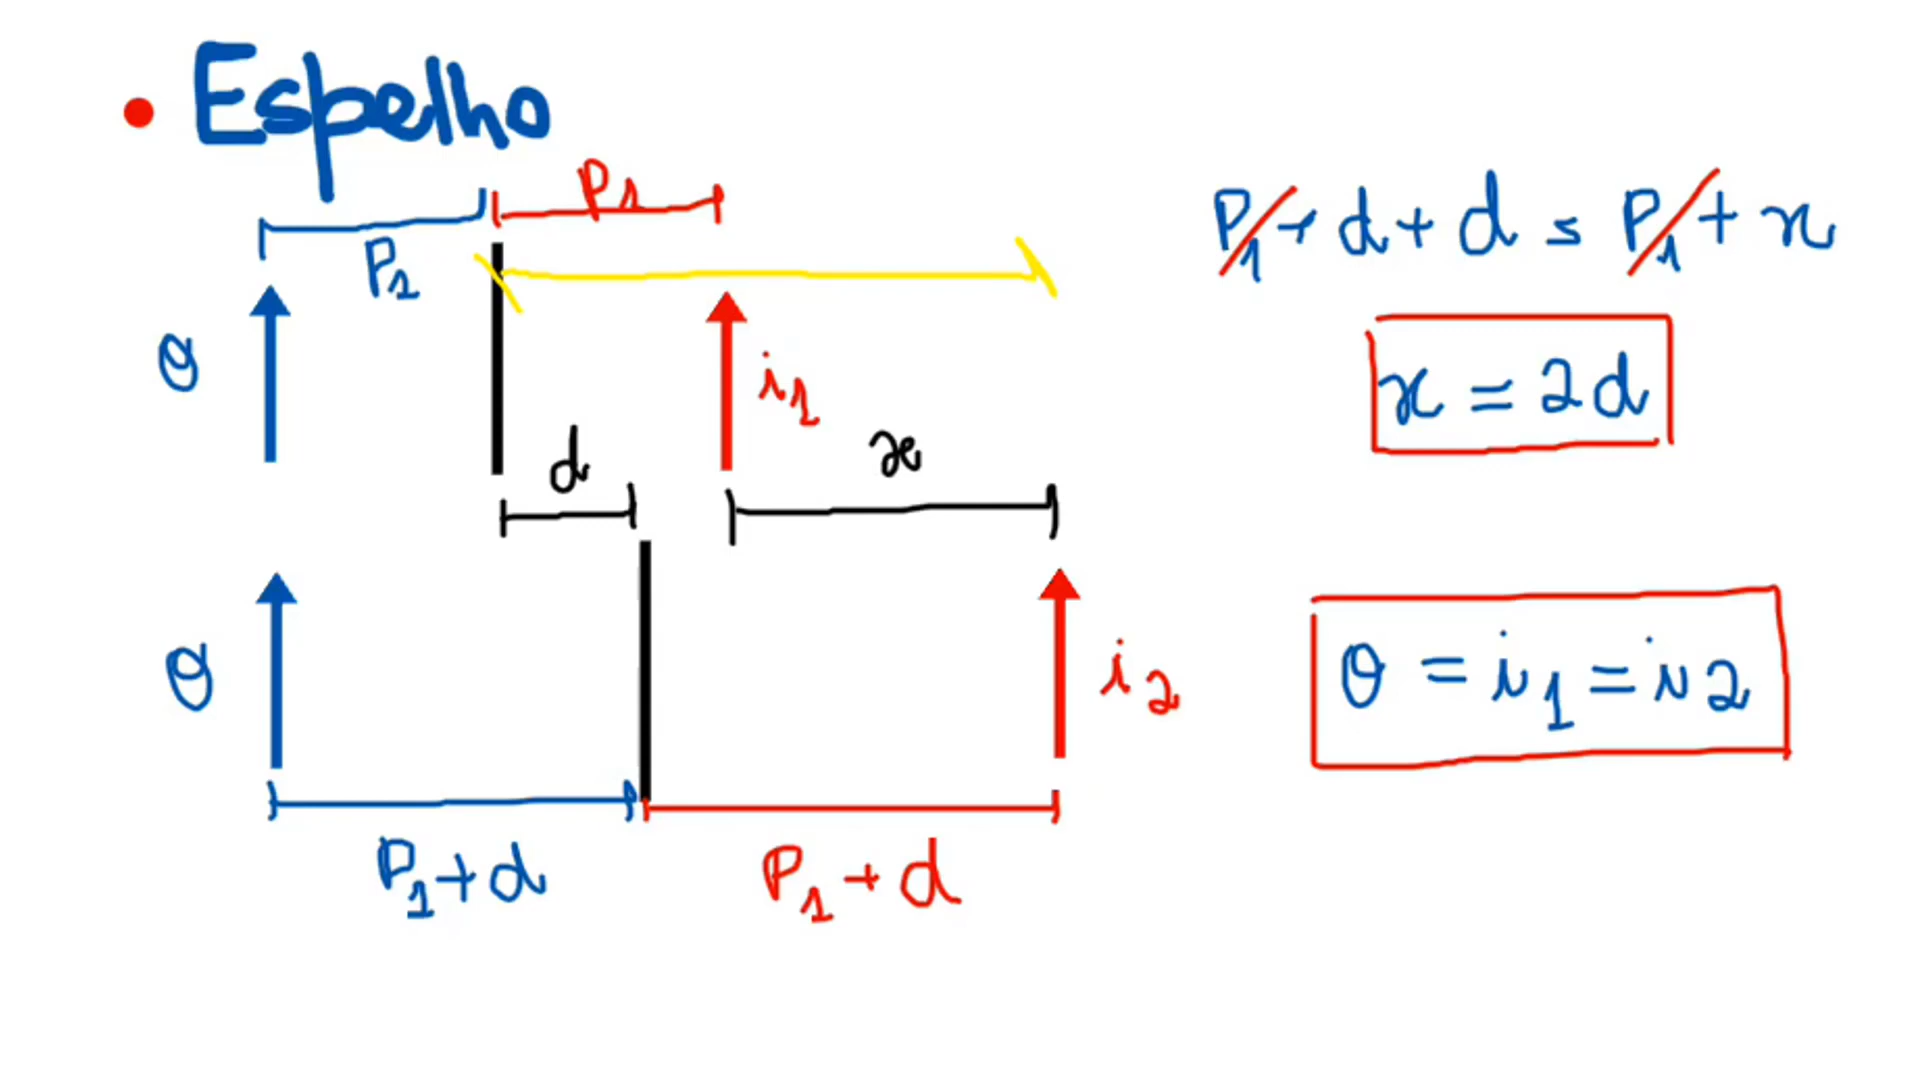 • Espelho
P1
P1
P1 + d + d = P1 + x
O
i1
x = 2d
d
x
O
i2
O = i1 = i2
P1 + d
P1 + d